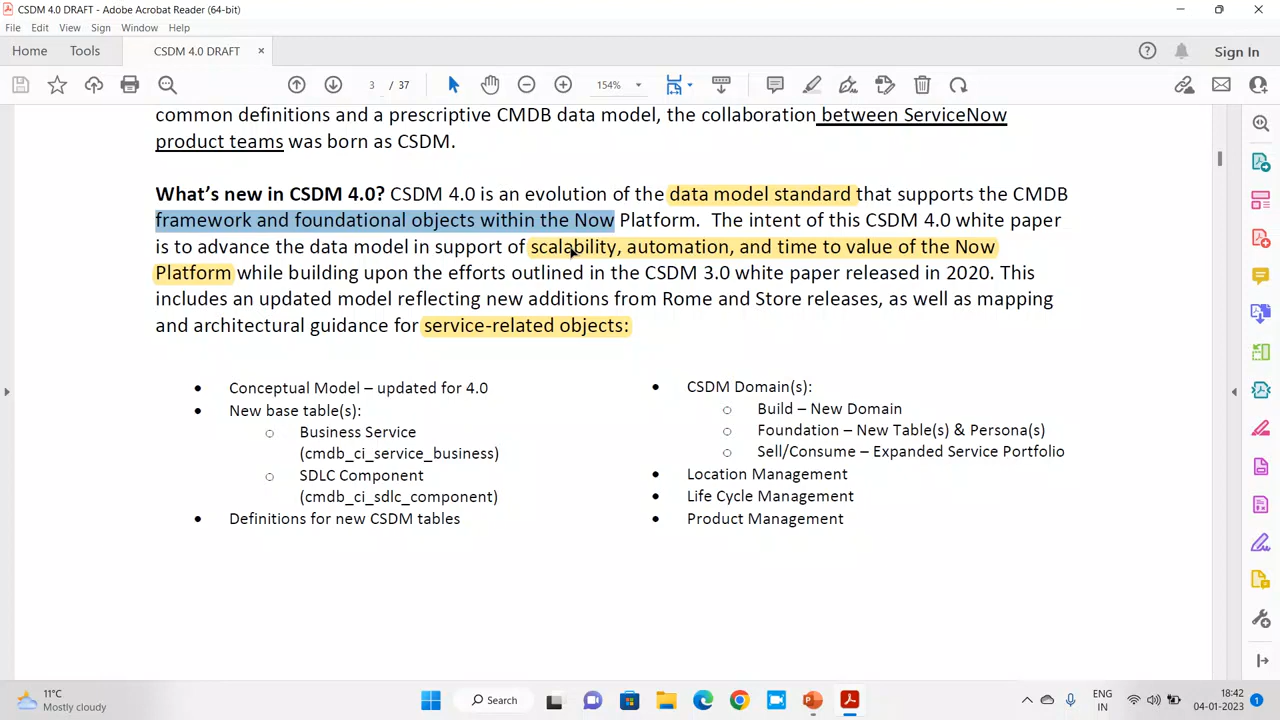 CSDM 4.0 DRAFT - Adobe Acrobat Reader (64-bit)
File Edit View Sign Window Help
Home Tools CSDM 4.0 DRAFT × Sign In
3 / 37 154%
common definitions and a prescriptive CMDB data model, the collaboration between ServiceNow
product teams was born as CSDM.
What's new in CSDM 4.0? CSDM 4.0 is an evolution of the data model standard that supports the CMDB
framework and foundational objects within the Now Platform. The intent of this CSDM 4.0 white paper
is to advance the data model in support of scalability, automation, and time to value of the Now
Platform while building upon the efforts outlined in the CSDM 3.0 white paper released in 2020. This
includes an updated model reflecting new additions from Rome and Store releases, as well as mapping
and architectural guidance for service-related objects:
• Conceptual Model – updated for 4.0
• New base table(s):
○ Business Service
(cmdb_ci_service_business)
○ SDLC Component
(cmdb_ci_sdlc_component)
• Definitions for new CSDM tables
• CSDM Domain(s):
○ Build – New Domain
○ Foundation – New Table(s) & Persona(s)
○ Sell/Consume – Expanded Service Portfolio
• Location Management
• Life Cycle Management
• Product Management
11°C
Mostly cloudy
Search
ENG
IN
18:42
04-01-2023
1